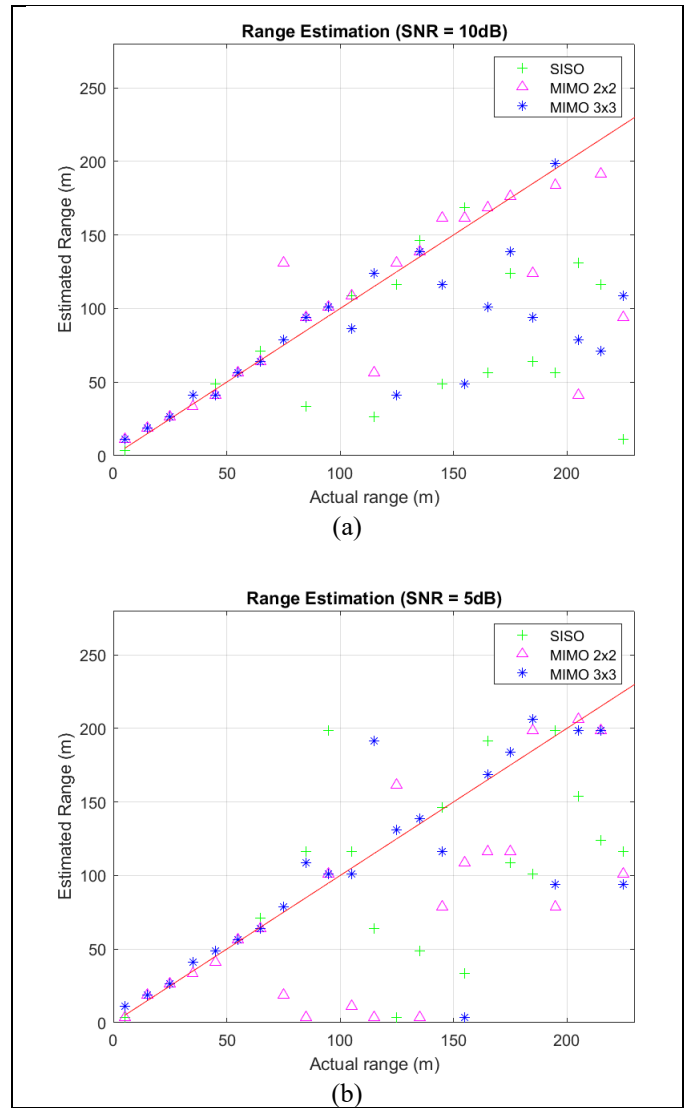 Range Estimation (SNR = 10dB)
SISO
MIMO 2x2
MIMO 3x3
Estimated Range (m)
250
200
150
100
50
0
0 50 100 150 200
Actual range (m)
(a)
Range Estimation (SNR = 5dB)
SISO
MIMO 2x2
MIMO 3x3
Estimated Range (m)
250
200
150
100
50
0
0 50 100 150 200
Actual range (m)
(b)